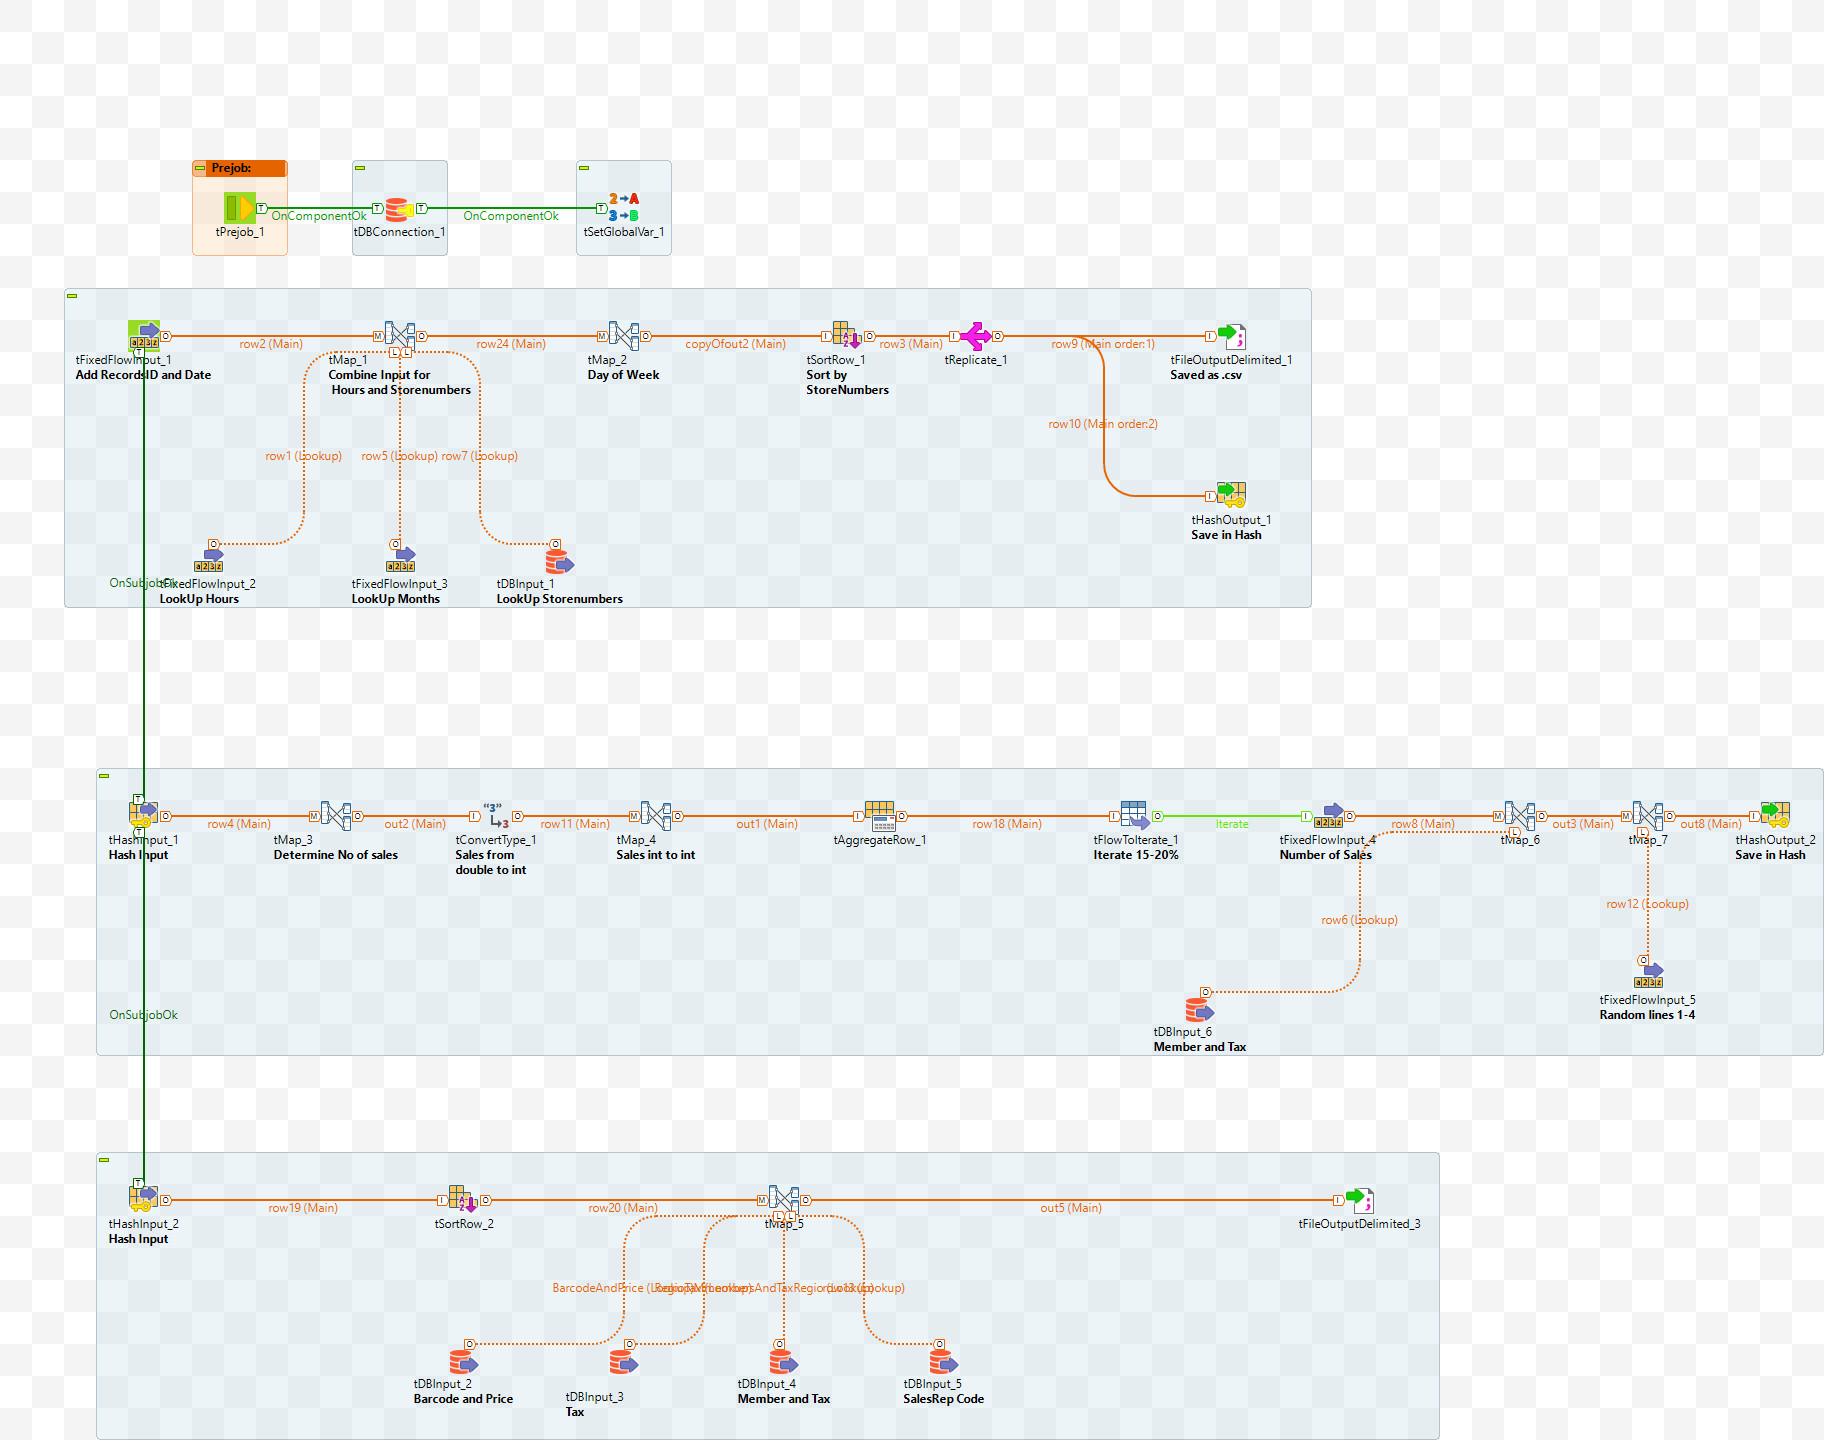 Prejob:
OnComponentOk
OnComponentOk
tPrejob_1
tDBConnection_1
tSetGlobalVar_1
row2 (Main)
row24 (Main)
copyOfout2 (Main)
row3 (Main)
row9 (Main order:1)
tFixedFlowInput_1
Add RecordsID and Date
tMap_1
Combine Input for
Hours and Storenumbers
tMap_2
Day of Week
tSortRow_1
Sort by
StoreNumbers
tReplicate_1
tFileOutputDelimited_1
Saved as .csv
row10 (Main order:2)
row1 (Lookup)
row5 (Lookup)
row7 (Lookup)
tHashOutput_1
Save in Hash
OnSubjobOk
tFixedFlowInput_2
LookUp Hours
tFixedFlowInput_3
LookUp Months
tDBInput_1
LookUp Storenumbers
row4 (Main)
out2 (Main)
row11 (Main)
out1 (Main)
row18 (Main)
Iterate
row8 (Main)
out3 (Main)
out8 (Main)
tHashInput_1
Hash Input
tMap_3
Determine No of sales
tConvertType_1
Sales from
double to int
tMap_4
Sales int to int
tAggregateRow_1
tFlowToIterate_1
Iterate 15-20%
tFixedFlowInput_4
Number of Sales
tMap_6
tMap_7
tHashOutput_2
Save in Hash
row12 (Lookup)
row6 (Lookup)
tFixedFlowInput_5
Random lines 1-4
OnSubjobOk
tDBInput_6
Member and Tax
row19 (Main)
row20 (Main)
out5 (Main)
tHashInput_2
Hash Input
tSortRow_2
tMap_5
tFileOutputDelimited_3
BarcodeAndPrice
tDBInput_2
Barcode and Price
tDBInput_3
Tax
tDBInput_4
Member and Tax
tDBInput_5
SalesRep Code